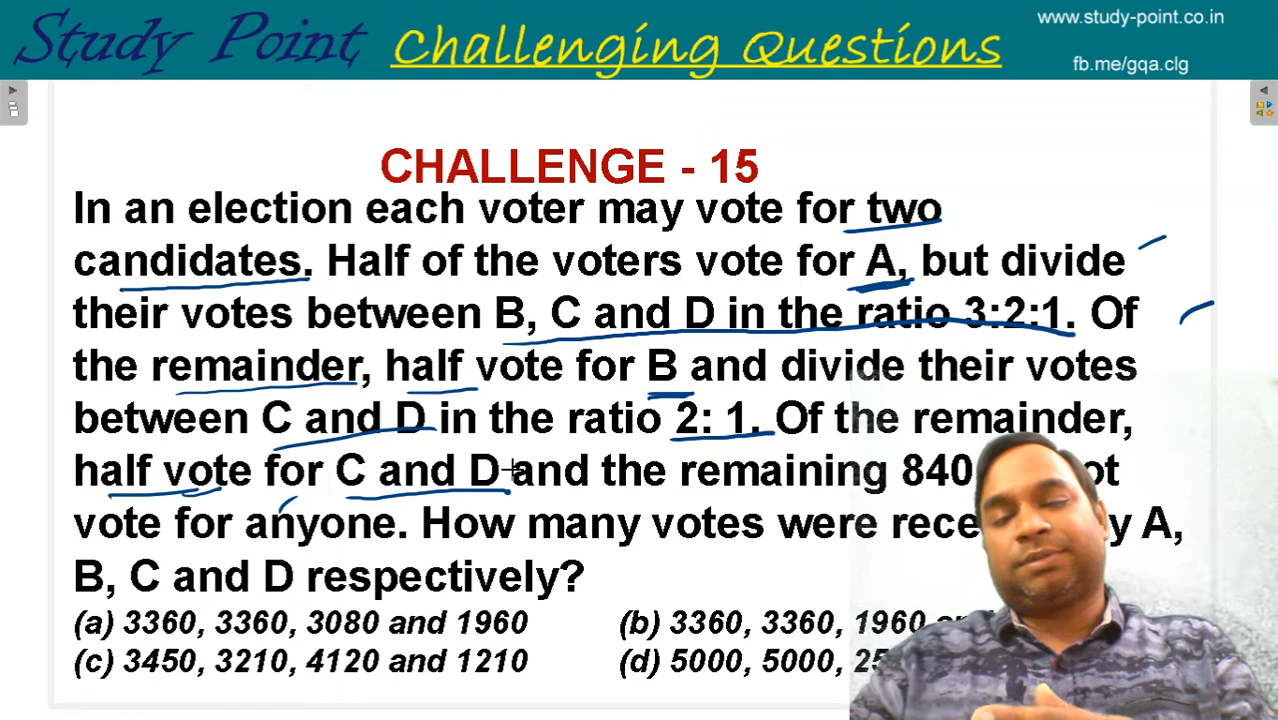 Study Point Challenging Questions
www.study-point.co.in
fb.me/gqa.clg
CHALLENGE - 15
In an election each voter may vote for two
candidates. Half of the voters vote for A, but divide
their votes between B, C and D in the ratio 3:2:1. Of
the remainder, half vote for B and divide their votes
between C and D in the ratio 2: 1. Of the remainder,
half vote for C and D and the remaining 840
vote for anyone. How many votes were A,
B, C and D respectively?
(a) 3360, 3360, 3080 and 1960 (b) 3360, 3360, 1960
(c) 3450, 3210, 4120 and 1210 (d) 5000, 5000,